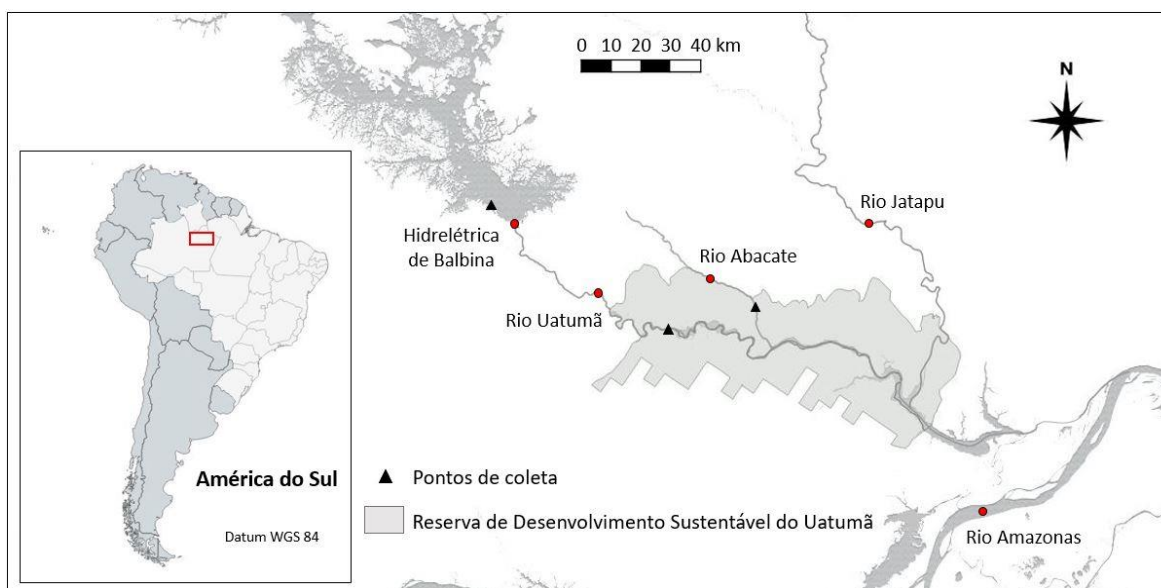 0 10 20 30 40 km
N
Rio Jatapu
Hidrelétrica
de Balbina
Rio Abacate
Rio Uatumã
América do Sul
Datum WGS 84
Pontos de coleta
Reserva de Desenvolvimento Sustentável do Uatumã
Rio Amazonas